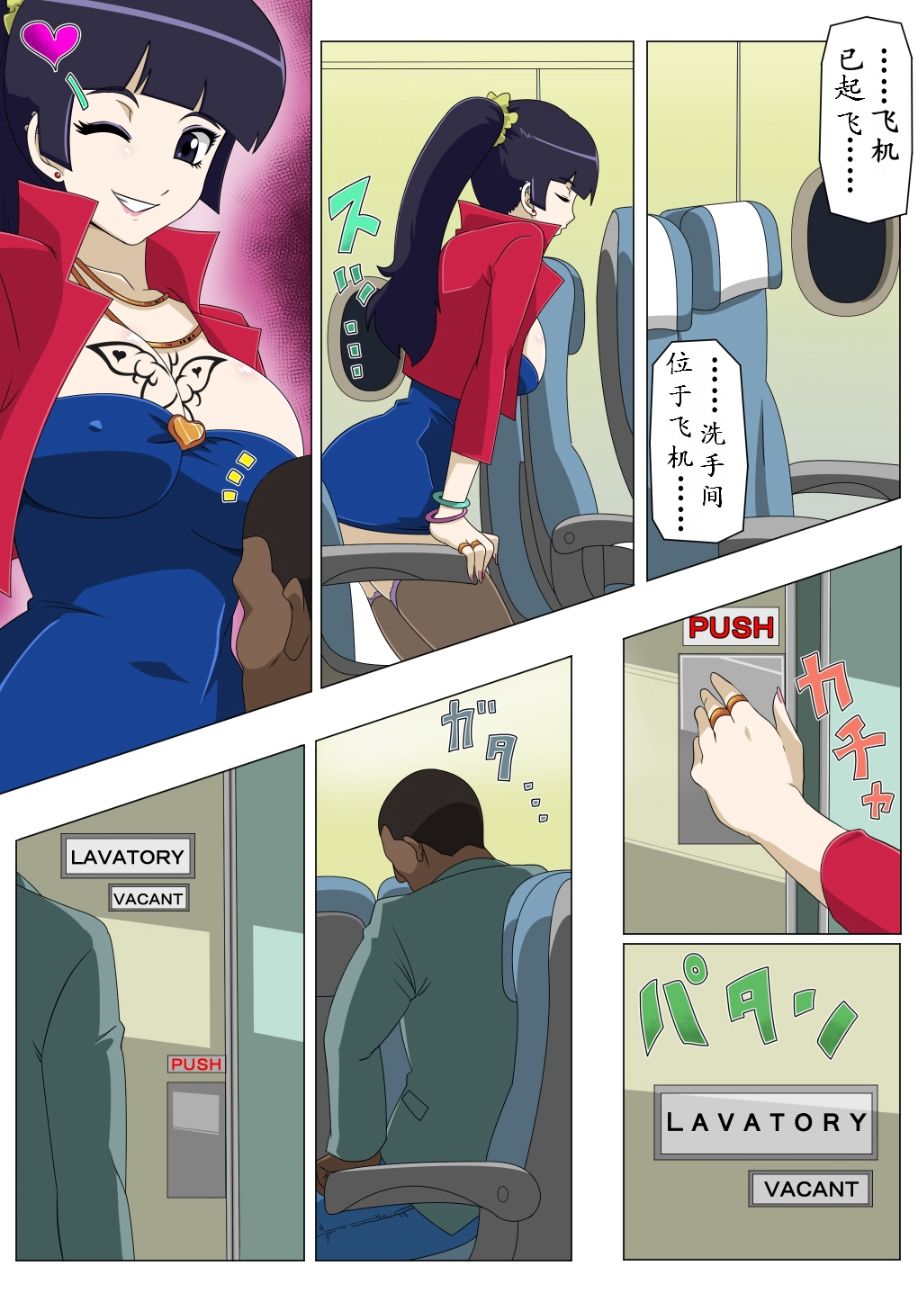 ……飞机
已起飞……
……洗手间
位于飞机……
スッ…
PUSH
カチャ
パタン
LAVATORY
VACANT
ガタ…
LAVATORY
VACANT
PUSH